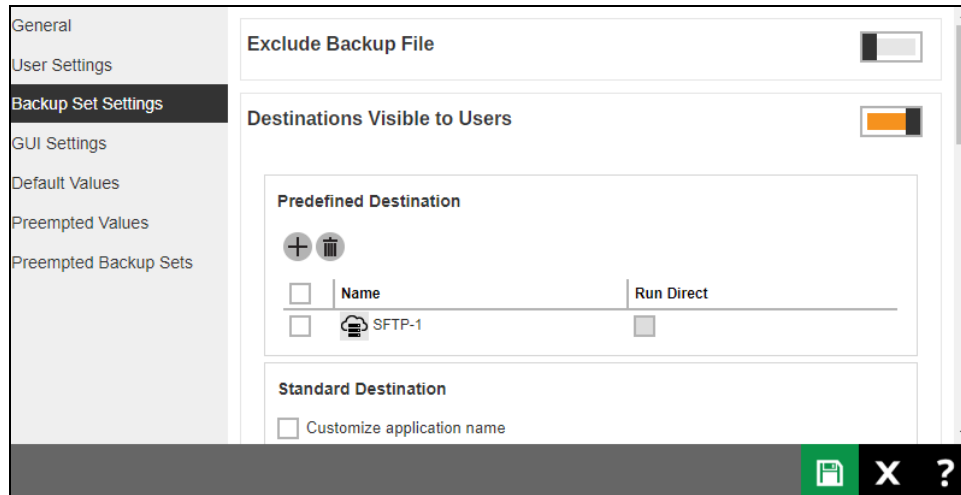 General
User Settings
Backup Set Settings
GUI Settings
Default Values
Preempted Values
Preempted Backup Sets
Exclude Backup File
Destinations Visible to Users
Predefined Destination
Name Run Direct
SFTP-1
Standard Destination
Customize application name
X ?